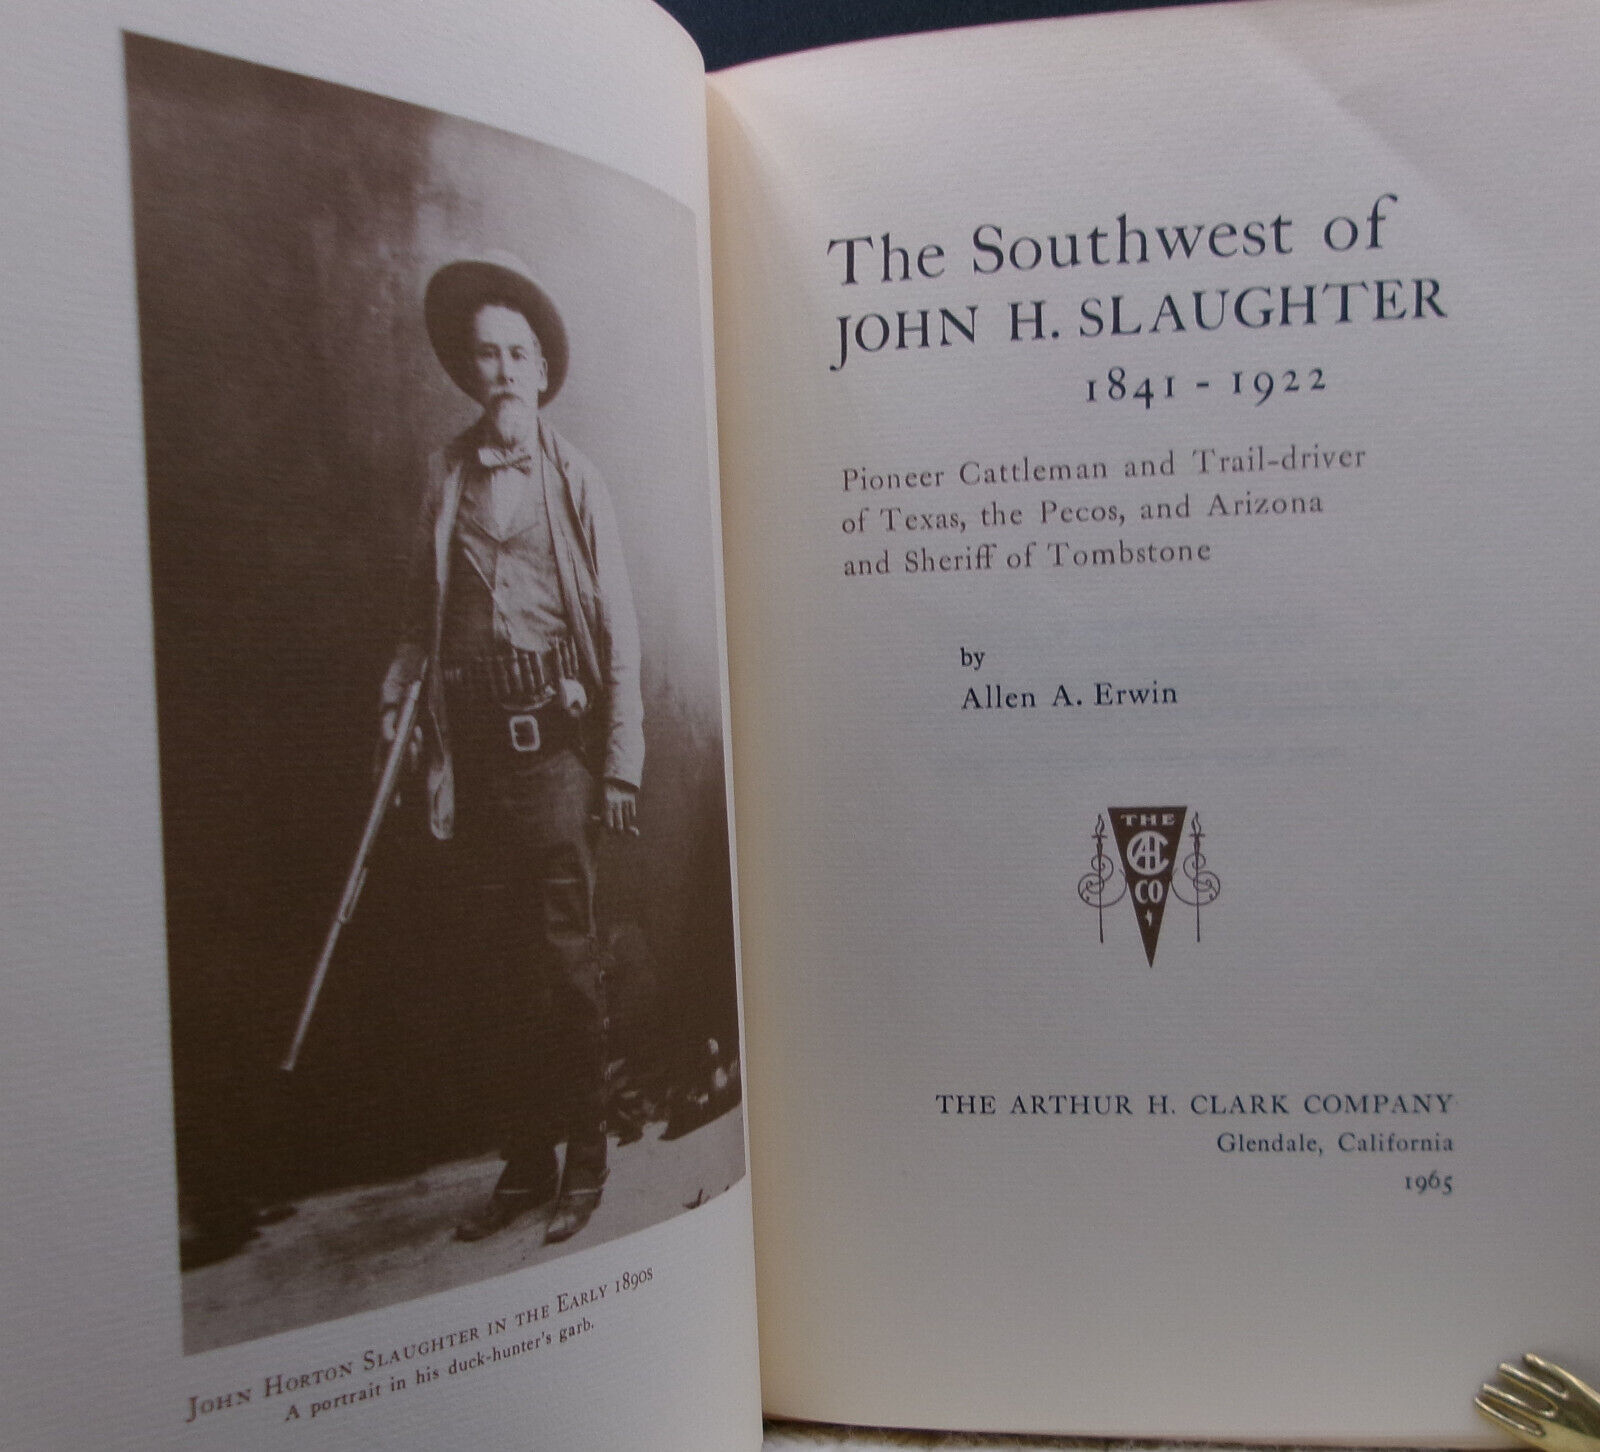 JOHN HORTON SLAUGHTER IN THE EARLY 1890S
A portrait in his duck-hunter's garb.
The Southwest of
JOHN H. SLAUGHTER
1841 - 1922
Pioneer Cattleman and Trail-driver
of Texas, the Pecos, and Arizona
and Sheriff of Tombstone
by
Allen A. Erwin
THE
AHC
CO
THE ARTHUR H. CLARK COMPANY
Glendale, California
1965